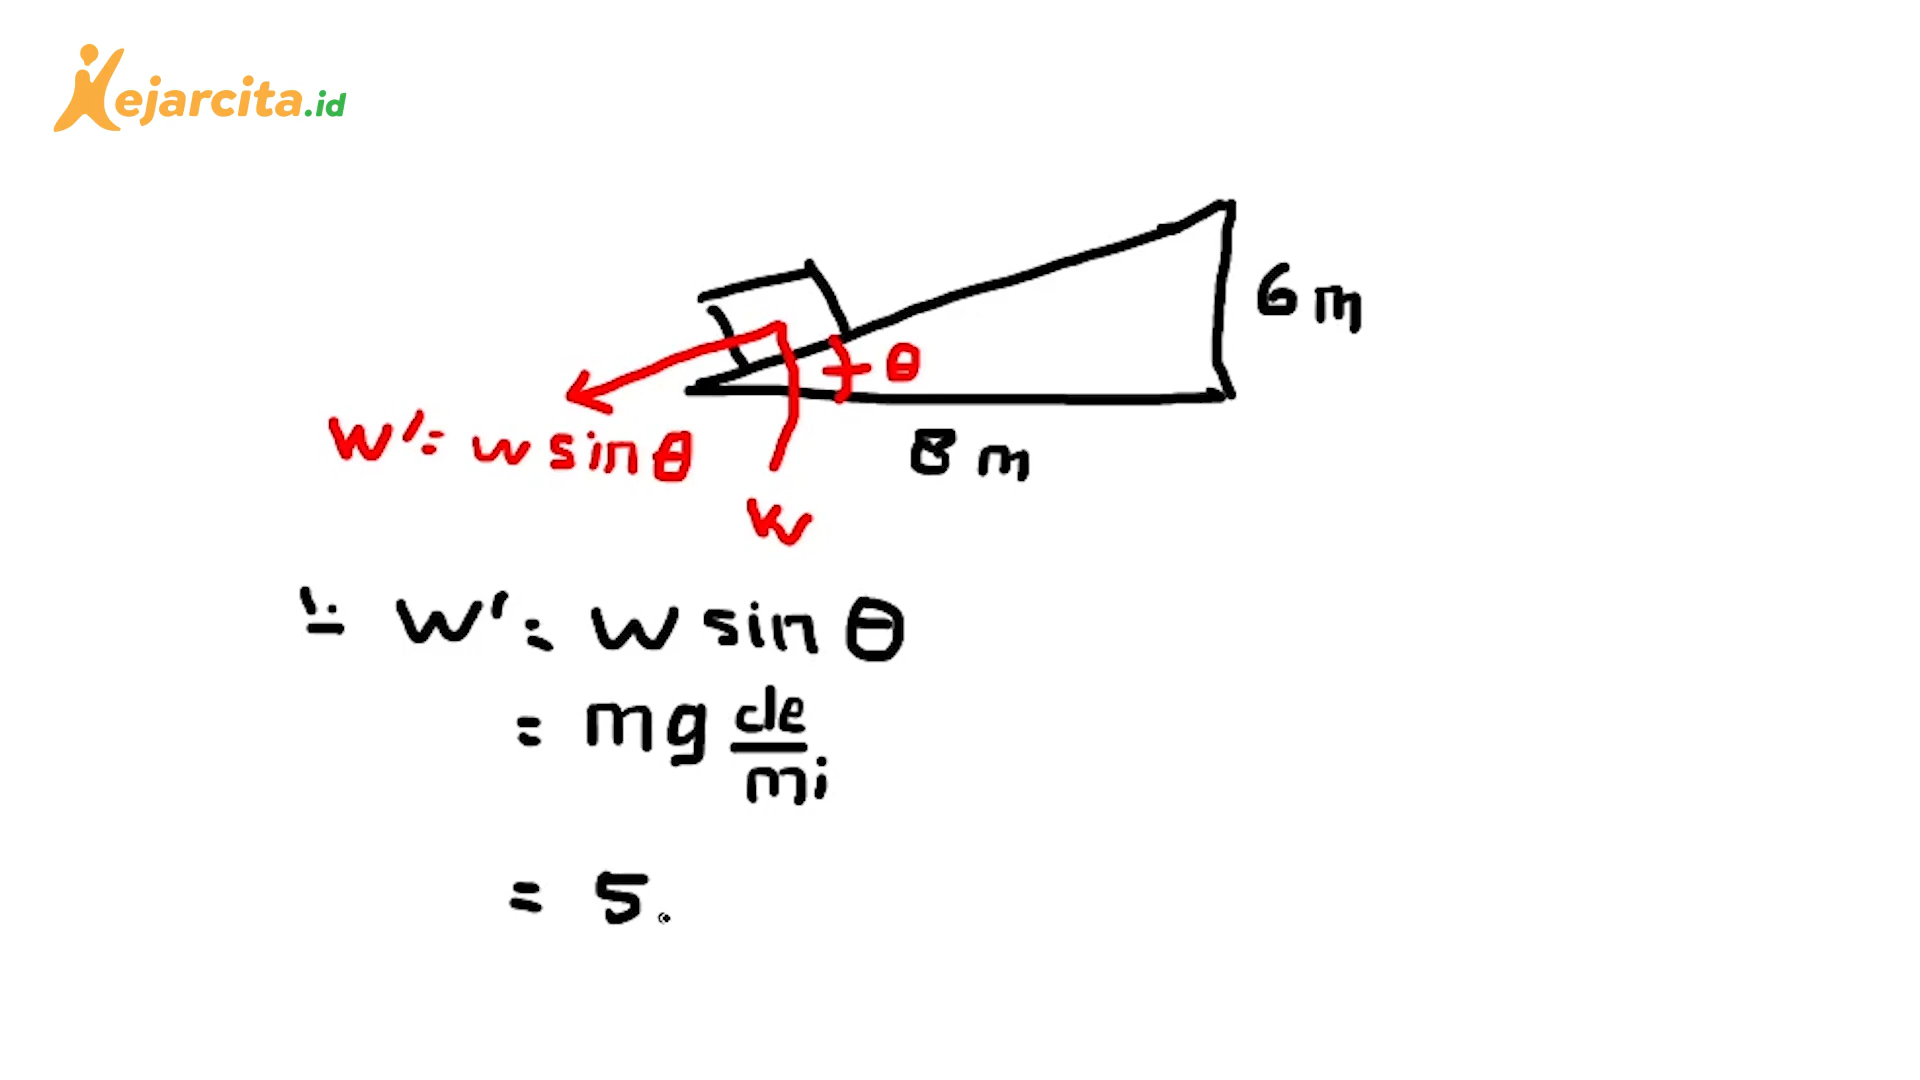 Kejarcita.id
6 m
θ
8 m
w' = w sin θ
w
∴ w' = w sin θ
= mg de/mi
= 5.